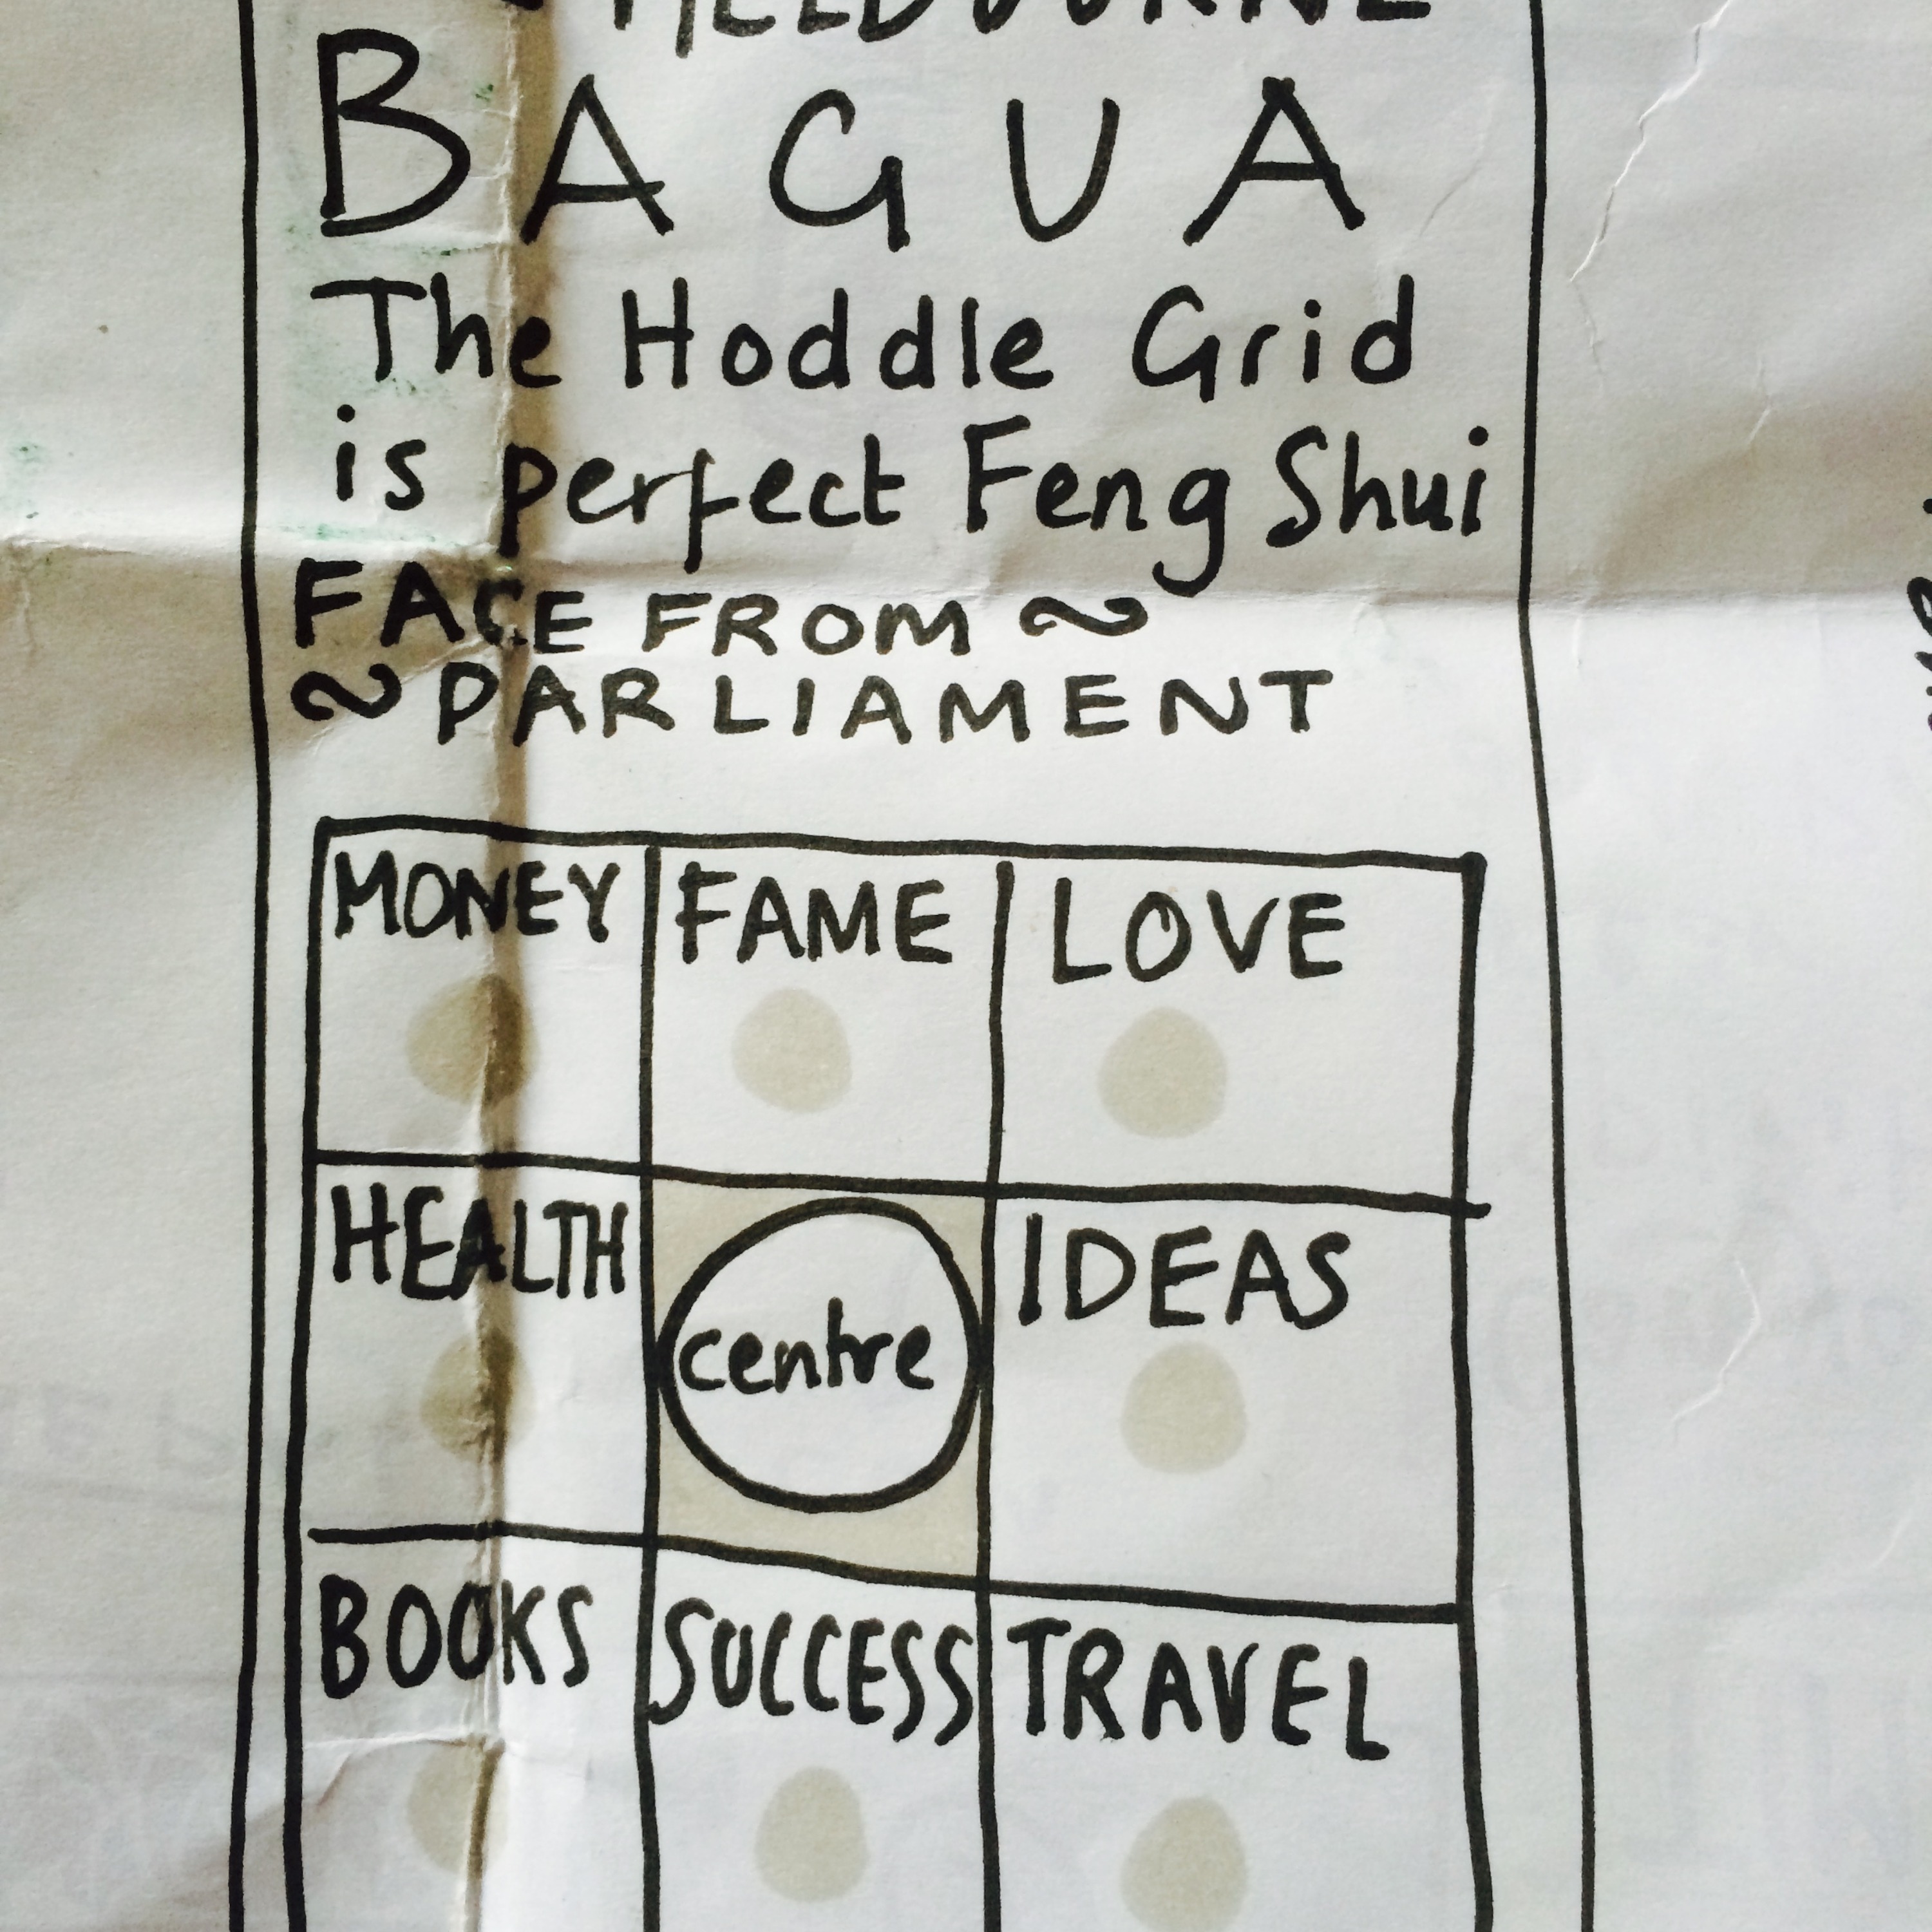 MELBOURNE
BAGUA
The Hoddle Grid
is perfect Feng Shui
FACE FROM ~
~ PARLIAMENT
MONEY FAME LOVE
HEALTH centre IDEAS
BOOKS SUCCESS TRAVEL